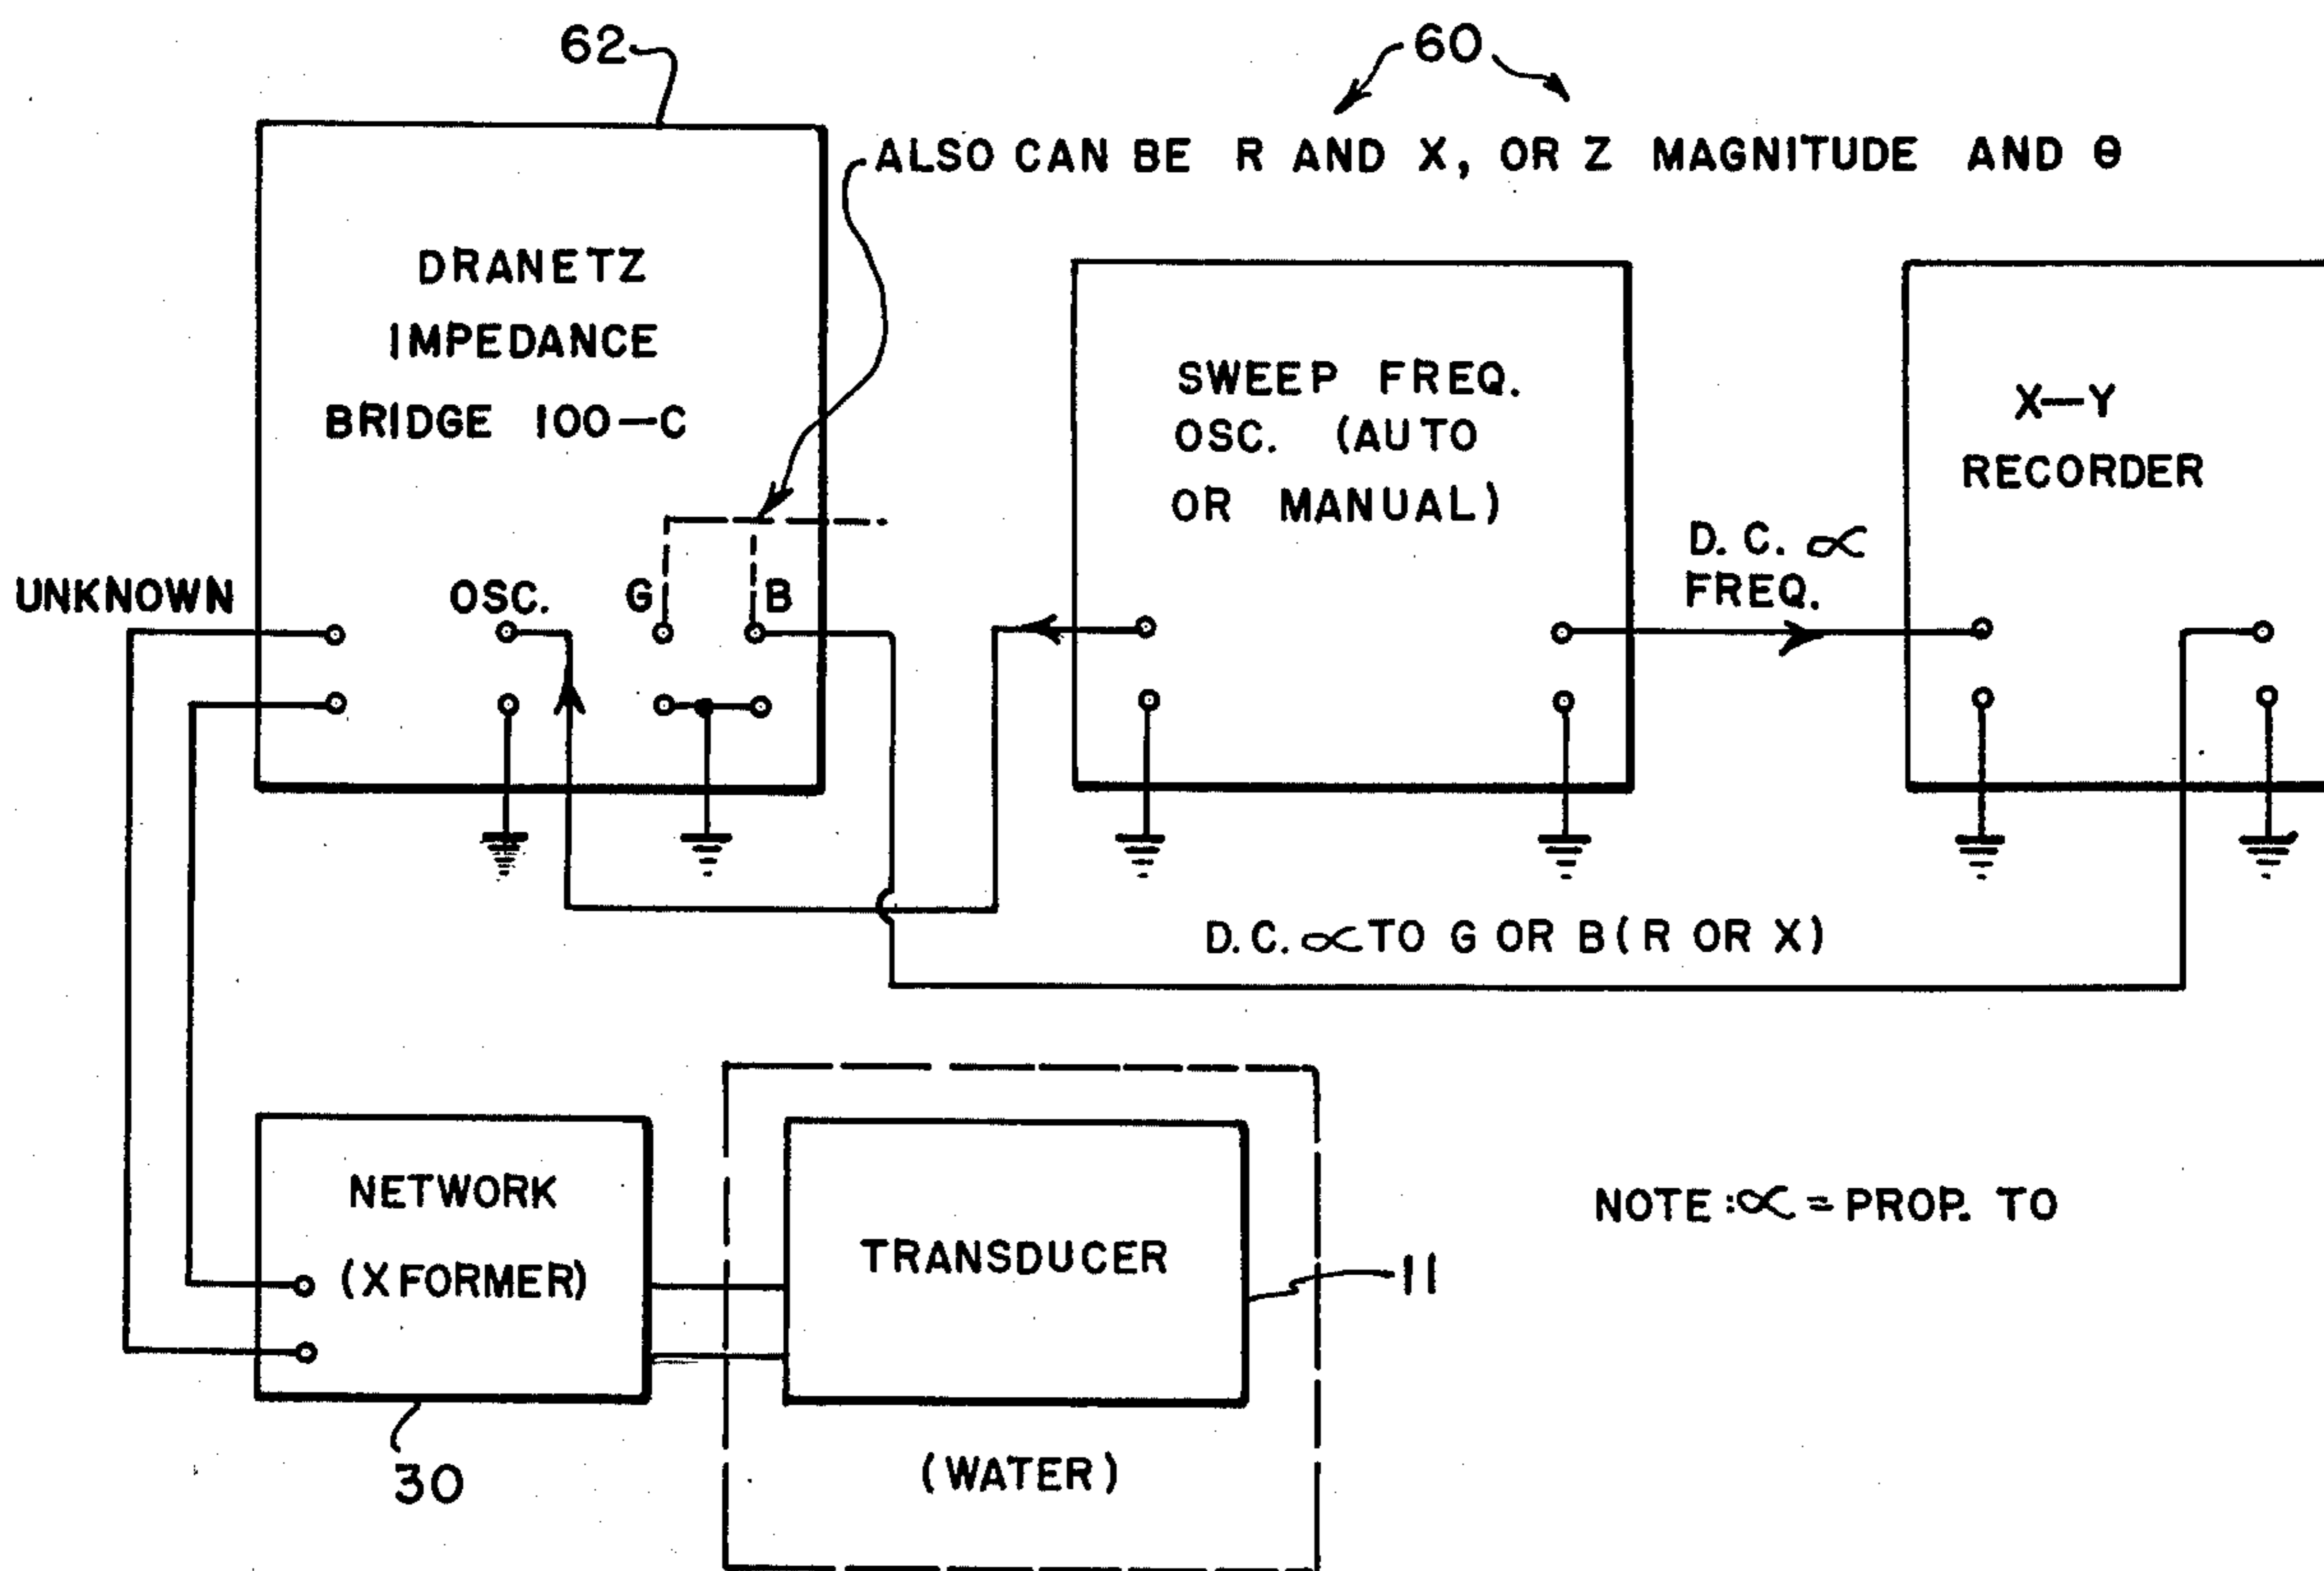 62
60
ALSO CAN BE R AND X, OR Z MAGNITUDE AND θ
DRANETZ
IMPEDANCE
BRIDGE 100-C
SWEEP FREQ.
OSC. (AUTO
OR MANUAL)
X-Y
RECORDER
D.C. ∝
FREQ.
UNKNOWN
OSC.
G
B
D.C. ∝ TO G OR B (R OR X)
NETWORK
(XFORMER)
TRANSDUCER
11
NOTE: ∝ = PROP. TO
(WATER)
30